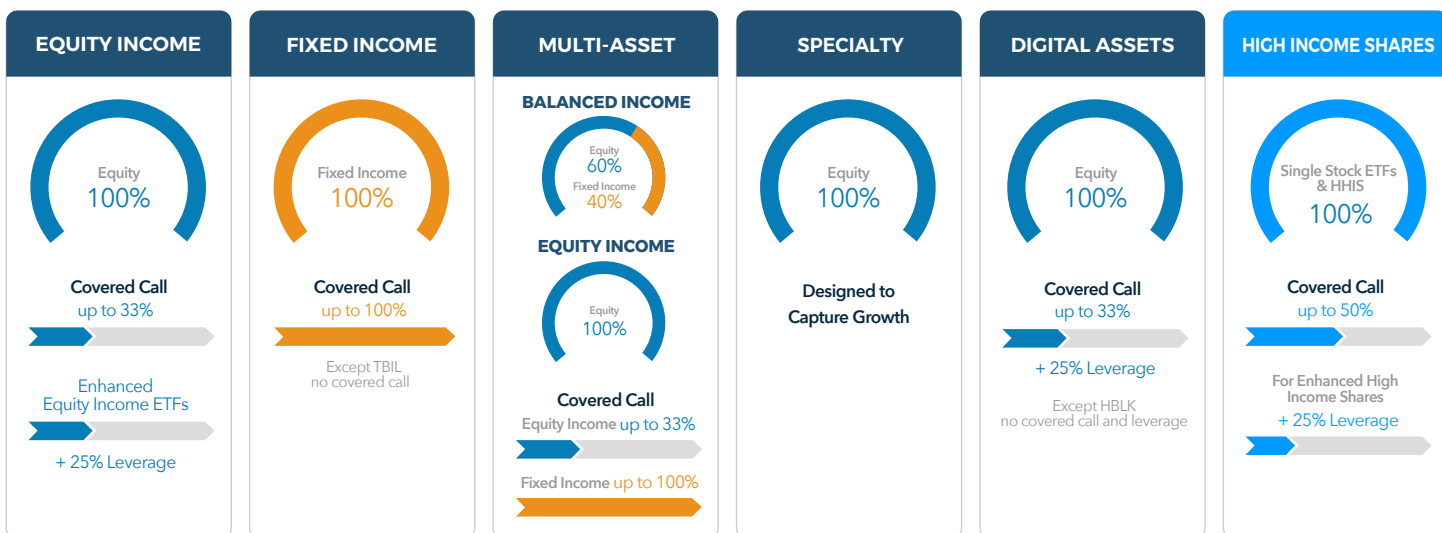 EQUITY INCOME
Equity
100%
Covered Call
up to 33%
Enhanced
Equity Income ETFs
+ 25% Leverage
FIXED INCOME
Fixed Income
100%
Covered Call
up to 100%
Except TBIL
no covered call
MULTI-ASSET
BALANCED INCOME
Equity
60%
Fixed Income
40%
EQUITY INCOME
Equity
100%
Covered Call
Equity Income up to 33%
Fixed Income up to 100%
SPECIALTY
Equity
100%
Designed to
Capture Growth
DIGITAL ASSETS
Equity
100%
Covered Call
up to 33%
+ 25% Leverage
Except HBLK
no covered call and leverage
HIGH INCOME SHARES
Single Stock ETFs
& HHIS
100%
Covered Call
up to 50%
For Enhanced High
Income Shares
+ 25% Leverage